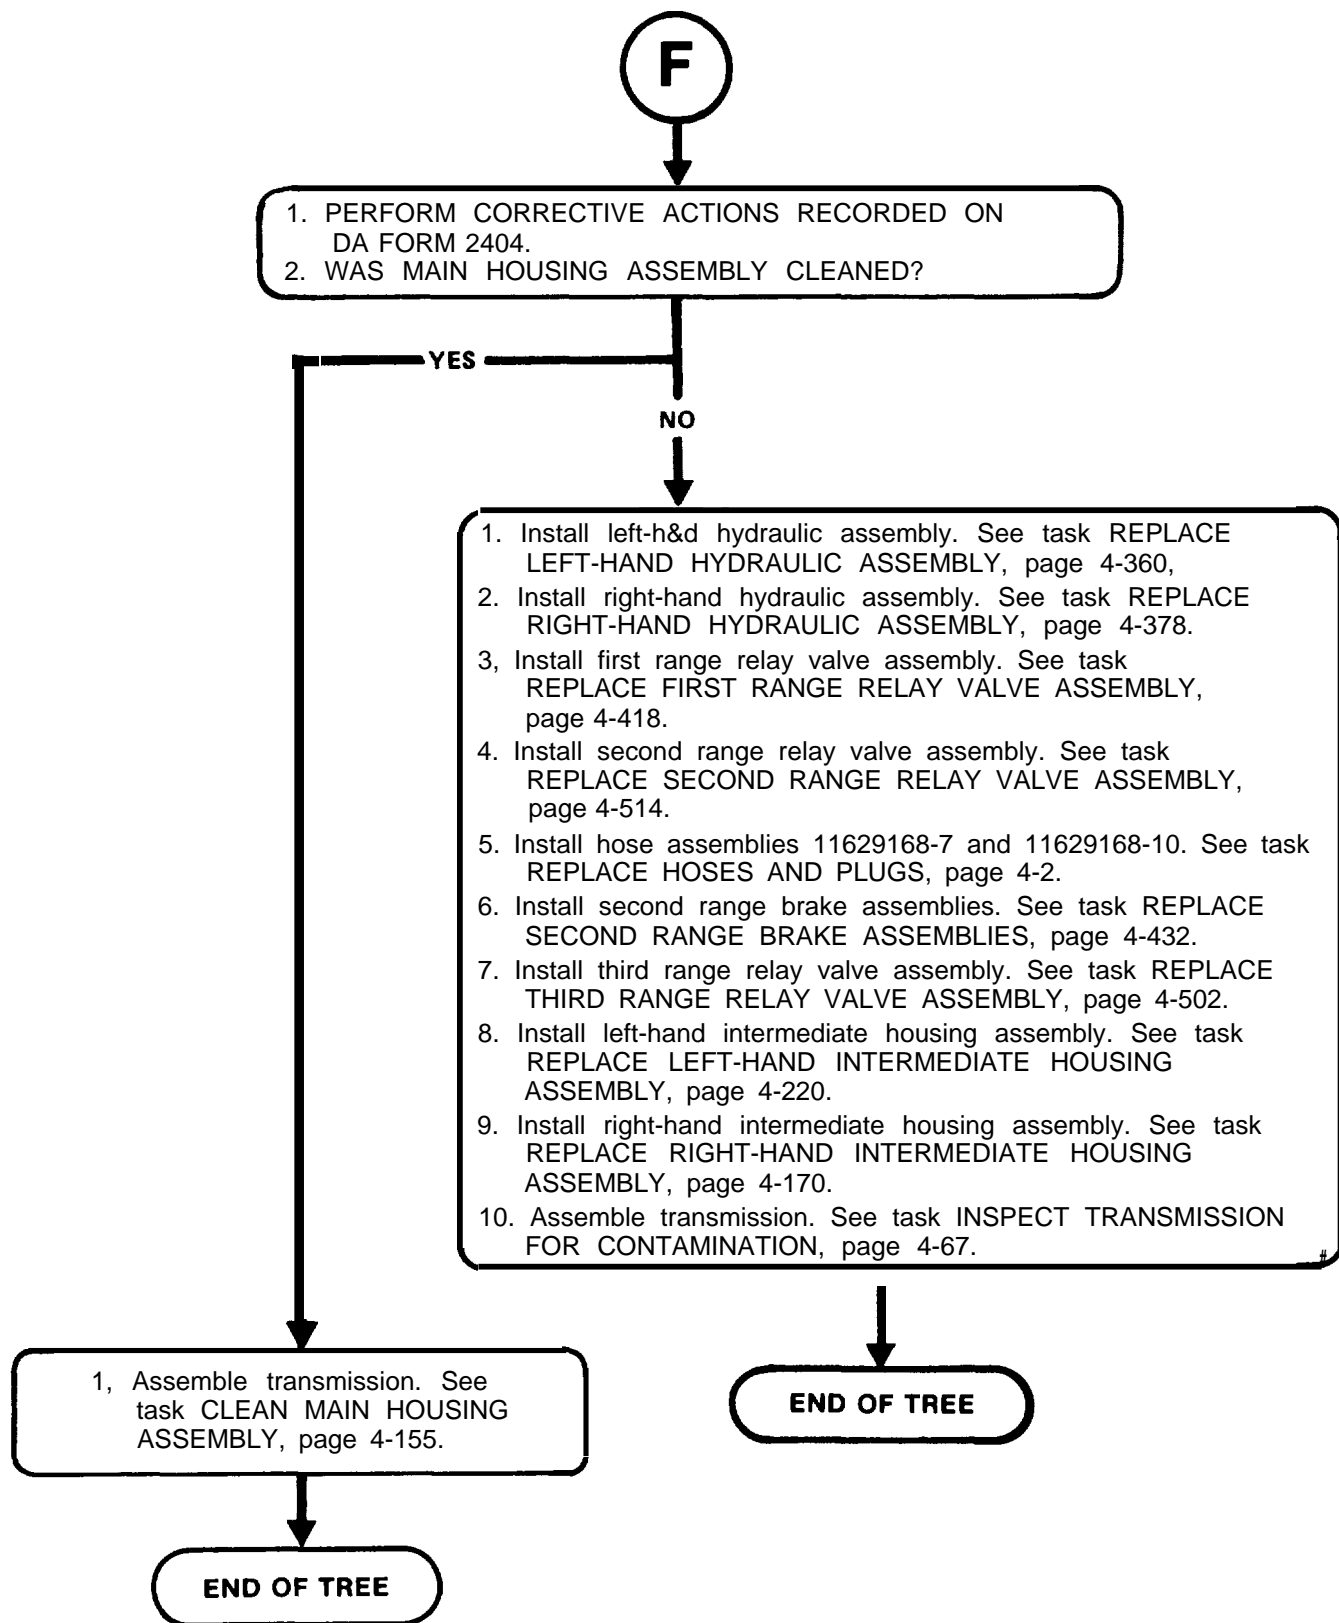 F
1. PERFORM CORRECTIVE ACTIONS RECORDED ON
DA FORM 2404.
2. WAS MAIN HOUSING ASSEMBLY CLEANED?
YES
NO
1. Install left-h&d hydraulic assembly. See task REPLACE
LEFT-HAND HYDRAULIC ASSEMBLY, page 4-360,
2. Install right-hand hydraulic assembly. See task REPLACE
RIGHT-HAND HYDRAULIC ASSEMBLY, page 4-378.
3, Install first range relay valve assembly. See task
REPLACE FIRST RANGE RELAY VALVE ASSEMBLY,
page 4-418.
4. Install second range relay valve assembly. See task
REPLACE SECOND RANGE RELAY VALVE ASSEMBLY,
page 4-514.
5. Install hose assemblies 11629168-7 and 11629168-10. See task
REPLACE HOSES AND PLUGS, page 4-2.
6. Install second range brake assemblies. See task REPLACE
SECOND RANGE BRAKE ASSEMBLIES, page 4-432.
7. Install third range relay valve assembly. See task REPLACE
THIRD RANGE RELAY VALVE ASSEMBLY, page 4-502.
8. Install left-hand intermediate housing assembly. See task
REPLACE LEFT-HAND INTERMEDIATE HOUSING
ASSEMBLY, page 4-220.
9. Install right-hand intermediate housing assembly. See task
REPLACE RIGHT-HAND INTERMEDIATE HOUSING
ASSEMBLY, page 4-170.
10. Assemble transmission. See task INSPECT TRANSMISSION
FOR CONTAMINATION, page 4-67.
1, Assemble transmission. See
task CLEAN MAIN HOUSING
ASSEMBLY, page 4-155.
END OF TREE
END OF TREE